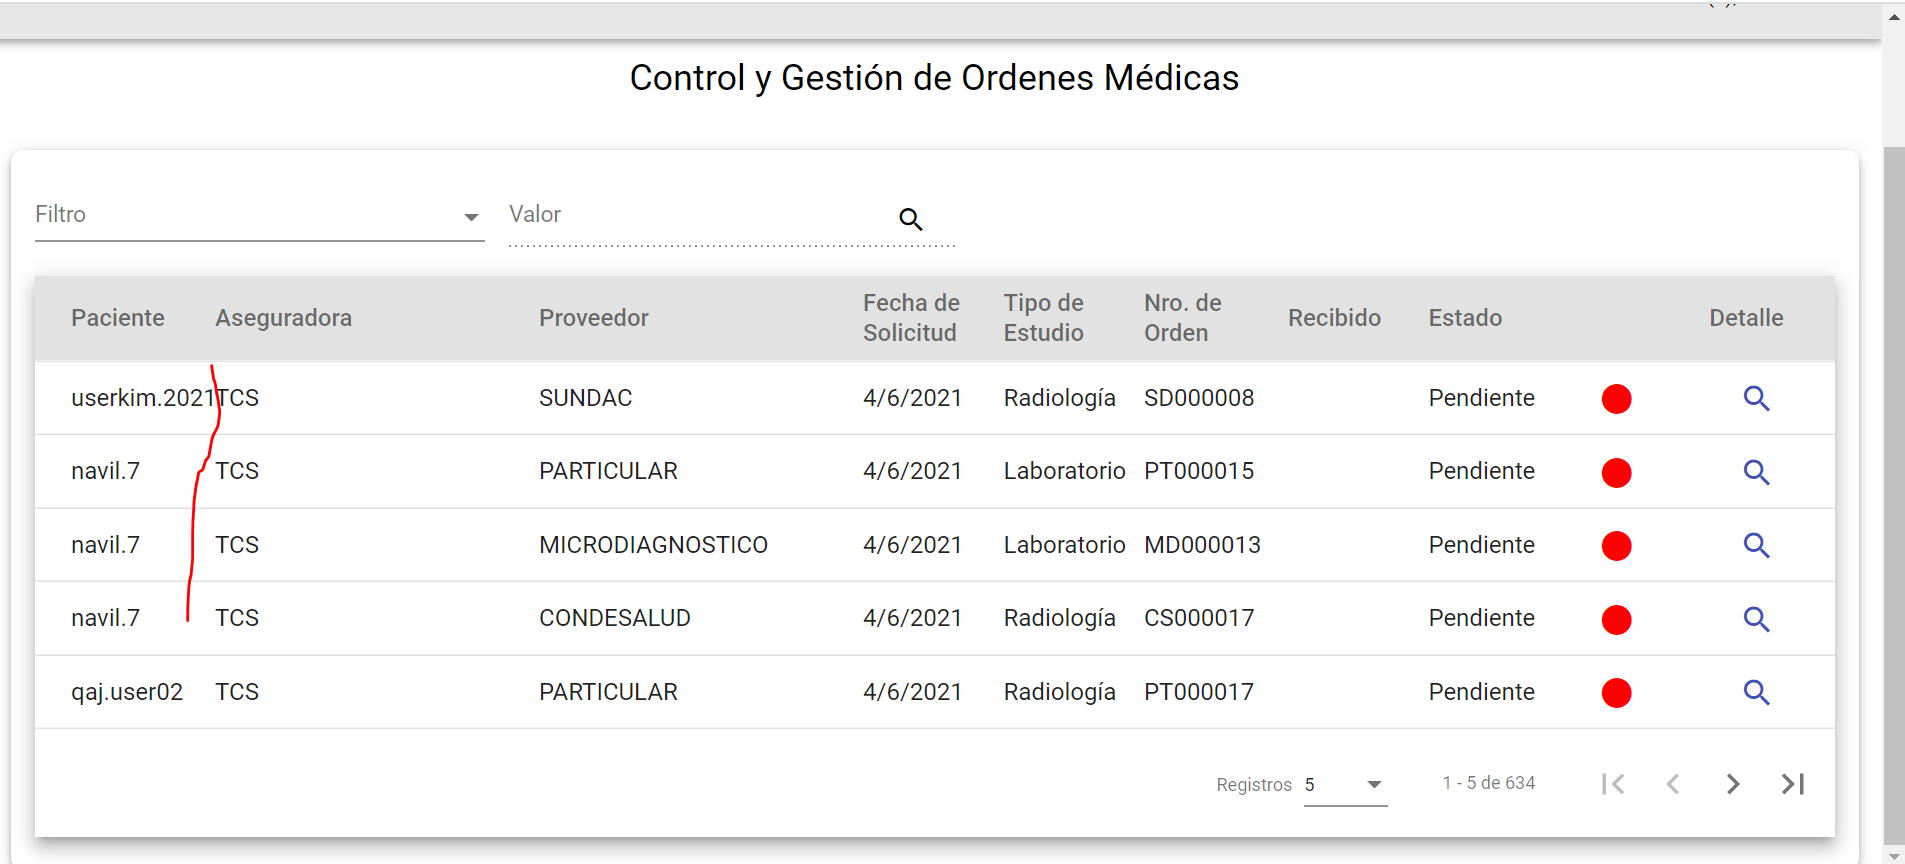 Control y Gestión de Ordenes Médicas
Filtro Valor
Paciente Aseguradora Proveedor Fecha de Solicitud Tipo de Estudio Nro. de Orden Recibido Estado Detalle
userkim.2021 TCS SUNDAC 4/6/2021 Radiología SD000008 Pendiente
navil.7 TCS PARTICULAR 4/6/2021 Laboratorio PT000015 Pendiente
navil.7 TCS MICRODIAGNOSTICO 4/6/2021 Laboratorio MD000013 Pendiente
navil.7 TCS CONDESALUD 4/6/2021 Radiología CS000017 Pendiente
qaj.user02 TCS PARTICULAR 4/6/2021 Radiología PT000017 Pendiente
Registros 5 1 - 5 de 634